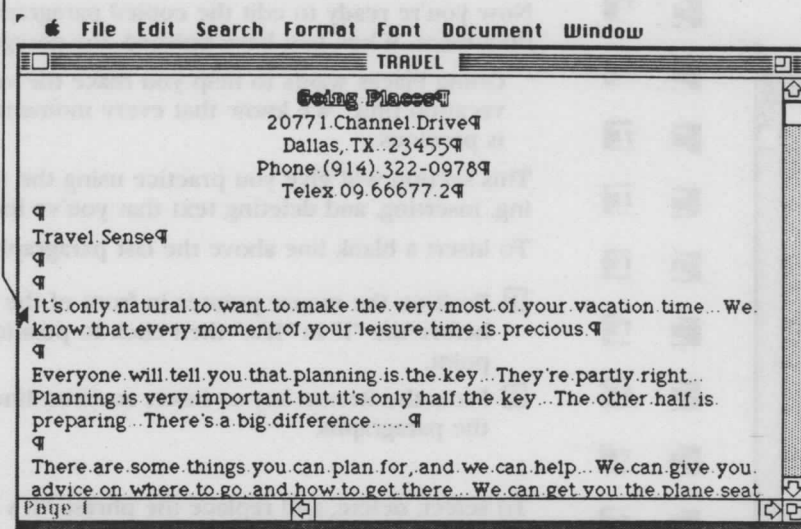 File Edit Search Format Font Document Window
TRAVEL
Going Places¶
20771.Channel.Drive¶
Dallas,.TX..23455¶
Phone.(914).322-0978¶
Telex.09.66677.2¶
¶
Travel.Sense¶
¶
¶
It's.only.natural.to.want.to.make.the.very.most.of.your.vacation.time...We.
know.that.every.moment.of.your.leisure.time.is.precious.¶
¶
Everyone.will.tell.you.that.planning.is.the.key...They're.partly.right...
Planning.is.very.important.but.it's.only.half.the.key...The.other.half.is.
preparing...There's.a.big.difference.....¶
¶
There.are.some.things.you.can.plan.for,.and.we.can.help...We.can.give.you.
advice.on.where.to.go.and.how.to.get.there...We.can.get.you.the.plane.seat
Page